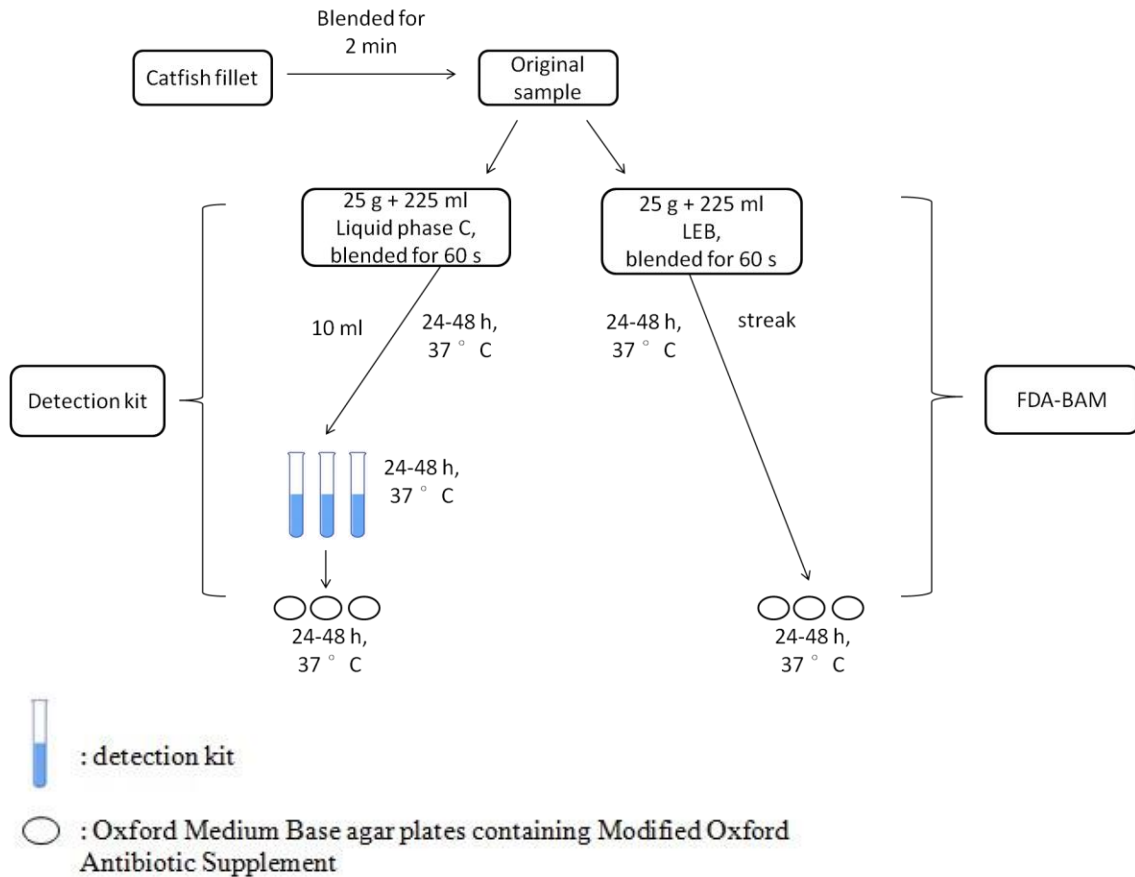 Blended for
2 min
Catfish fillet
Original
sample
25 g + 225 ml
Liquid phase C,
blended for 60 s
25 g + 225 ml
LEB,
blended for 60 s
10 ml
24-48 h,
37 ° C
24-48 h,
37 ° C
streak
Detection kit
FDA-BAM
24-48 h,
37 ° C
24-48 h,
37 ° C
24-48 h,
37 ° C
: detection kit
: Oxford Medium Base agar plates containing Modified Oxford
Antibiotic Supplement